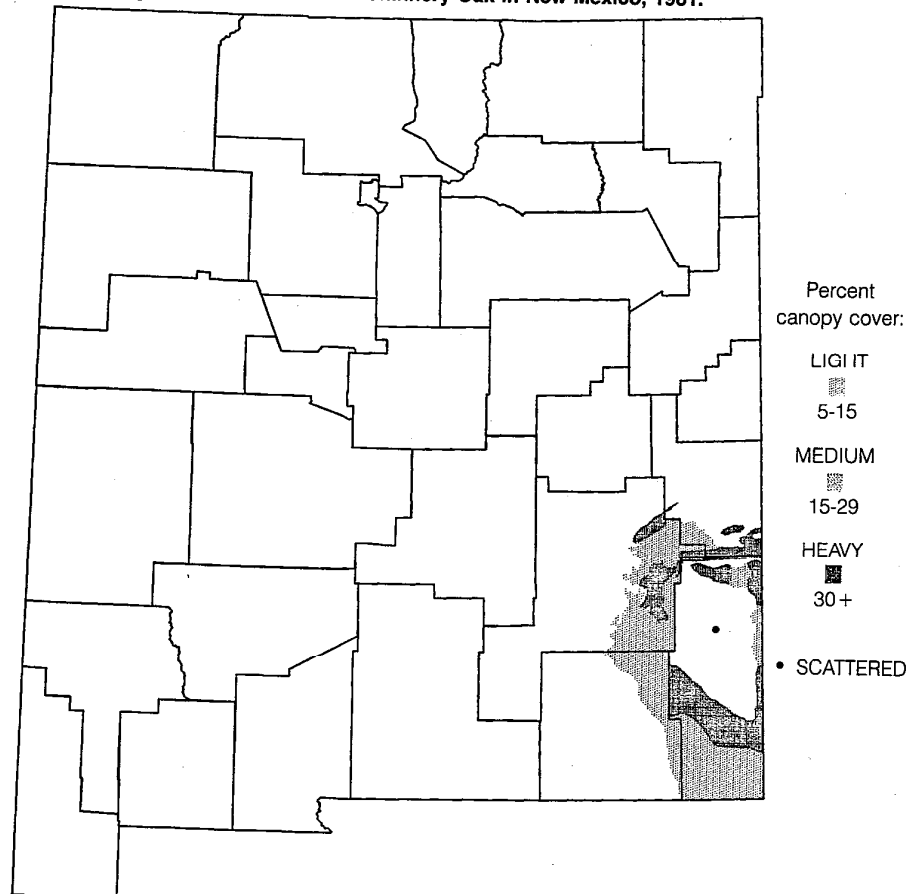 Shinnery Oak in New Mexico, 1981.
Percent
canopy cover:
LIGHT
5-15
MEDIUM
15-29
HEAVY
30+
• SCATTERED